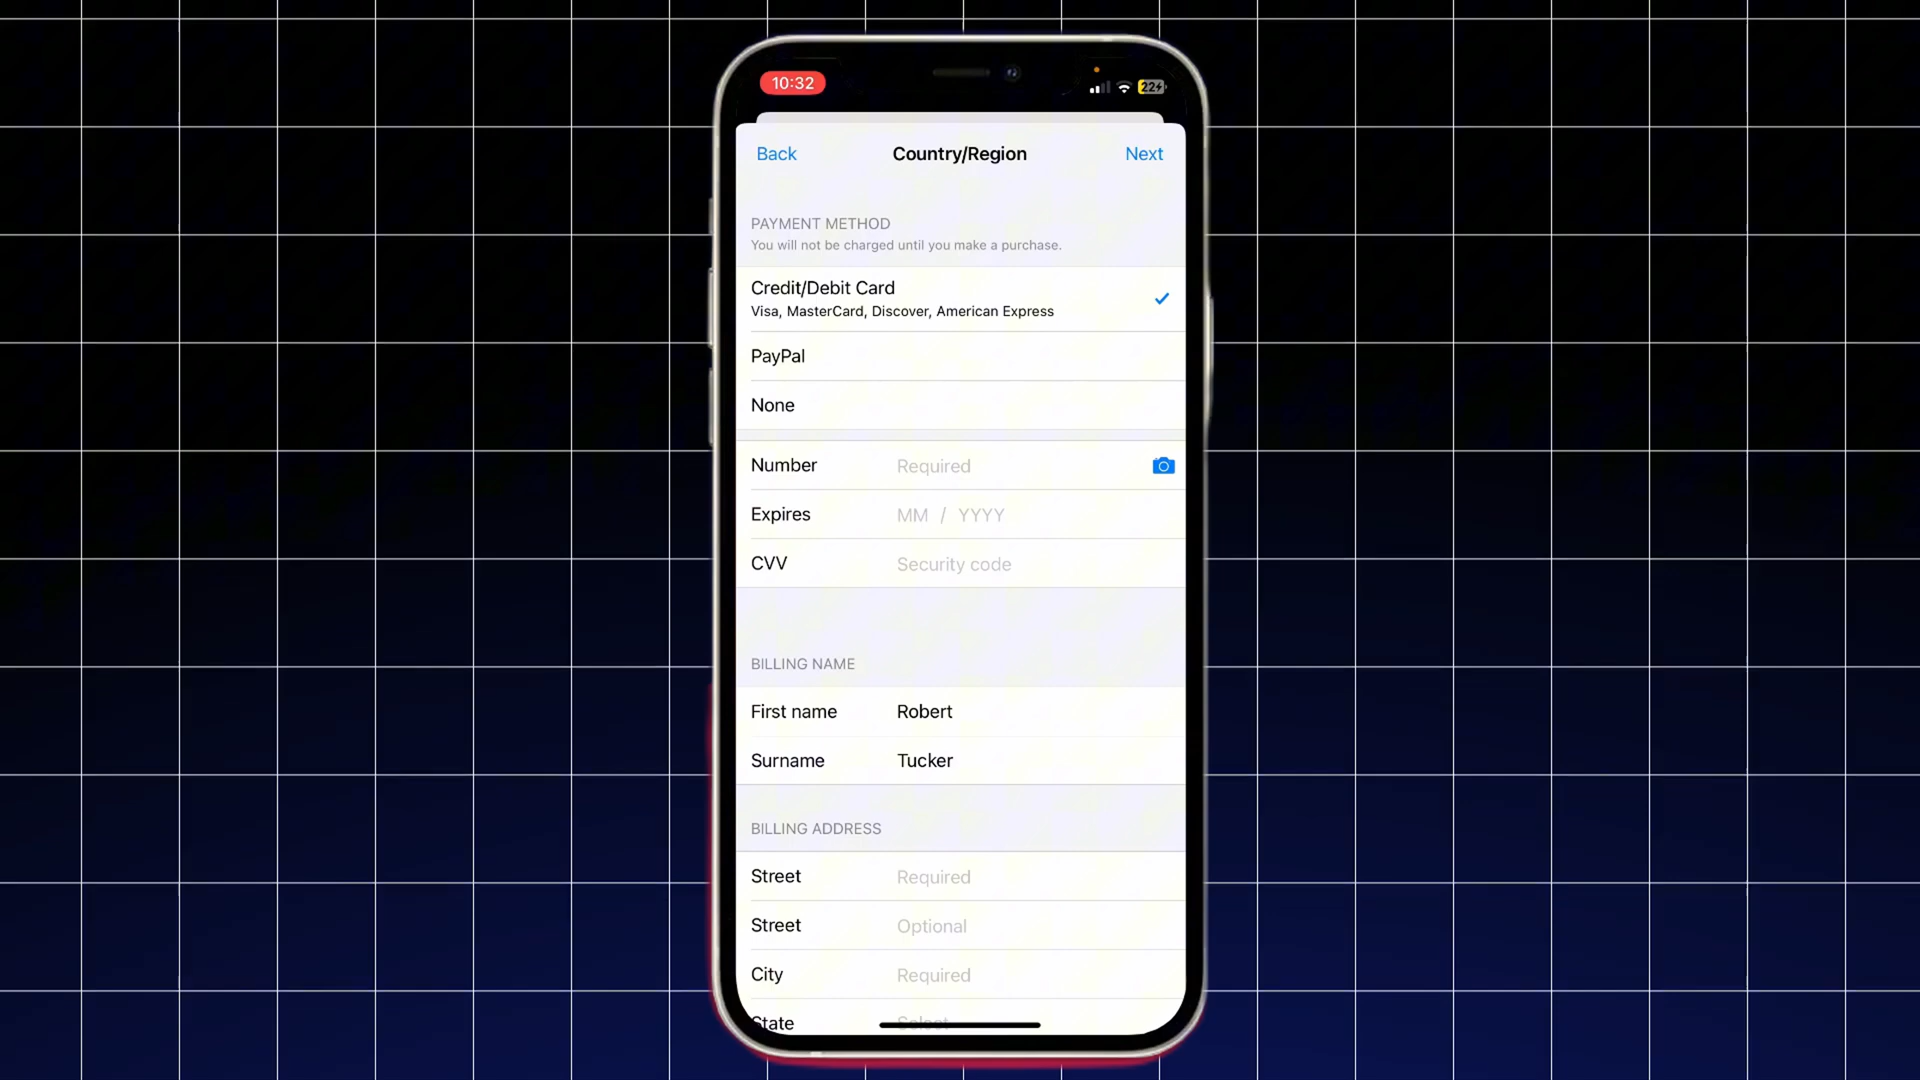 10:32
22
Back
Country/Region
Next
PAYMENT METHOD
You will not be charged until you make a purchase.
Credit/Debit Card
Visa, MasterCard, Discover, American Express
PayPal
None
Number Required
Expires MM / YYYY
CVV Security code
BILLING NAME
First name Robert
Surname Tucker
BILLING ADDRESS
Street Required
Street Optional
City Required
State Select